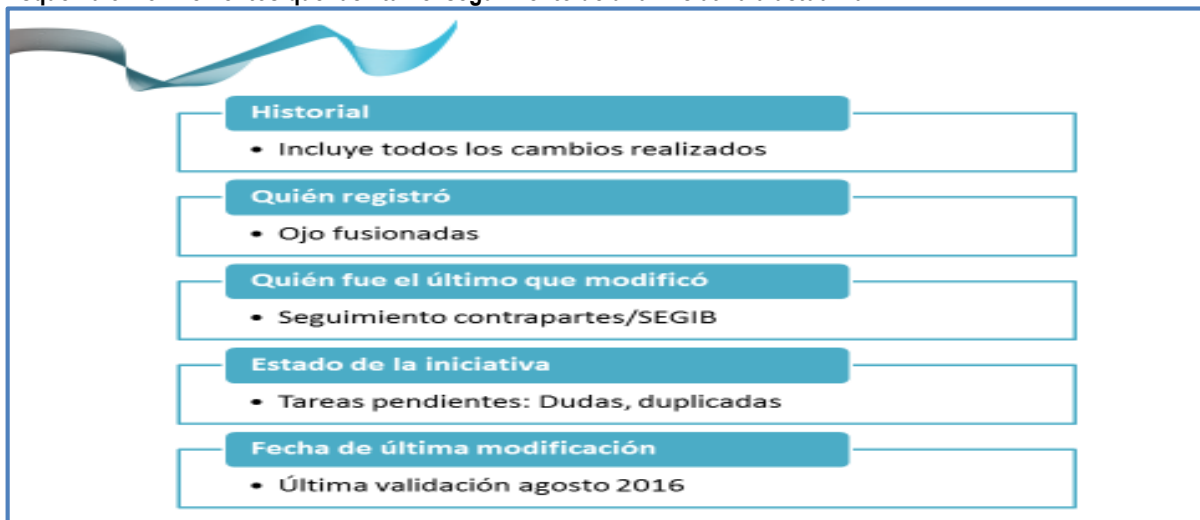 Historial
• Incluye todos los cambios realizados
Quién registró
• Ojo fusionadas
Quién fue el último que modificó
• Seguimiento contrapartes/SEGIB
Estado de la iniciativa
• Tareas pendientes: Dudas, duplicadas
Fecha de última modificación
• Última validación agosto 2016